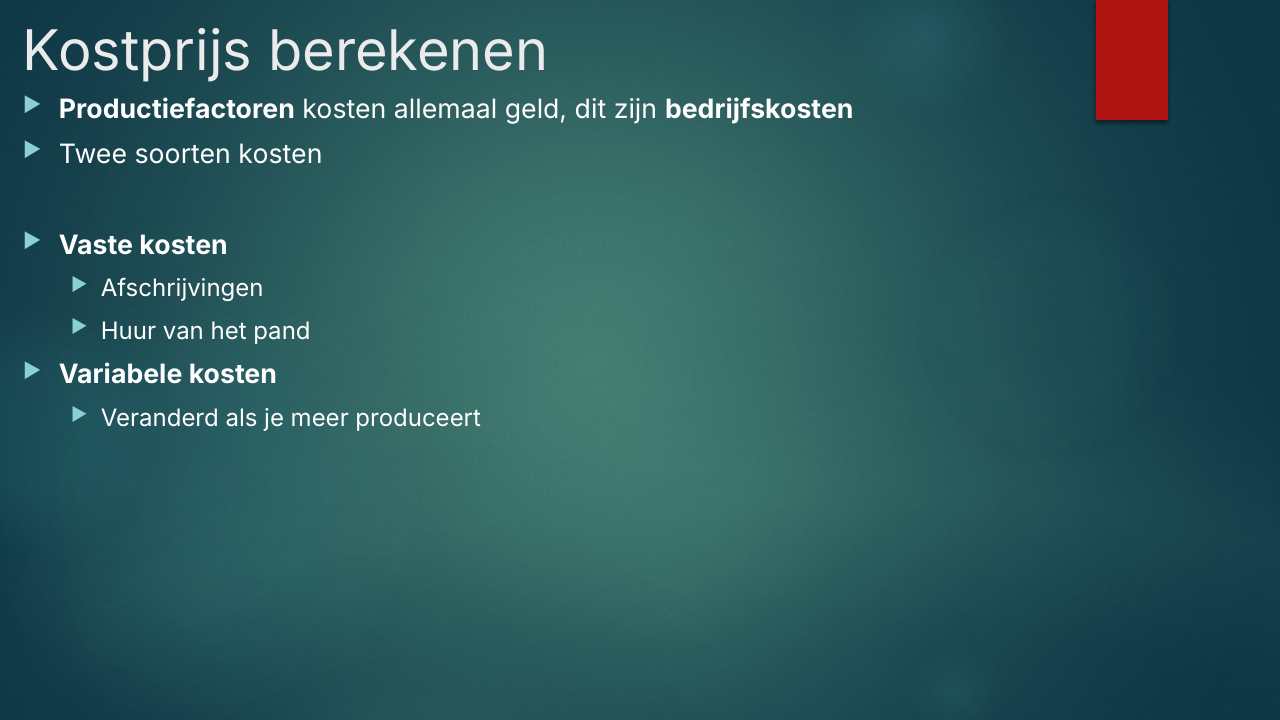 Kostprijs berekenen
Productiefactoren kosten allemaal geld, dit zijn bedrijfskosten
Twee soorten kosten
Vaste kosten
Afschrijvingen
Huur van het pand
Variabele kosten
Veranderd als je meer produceert